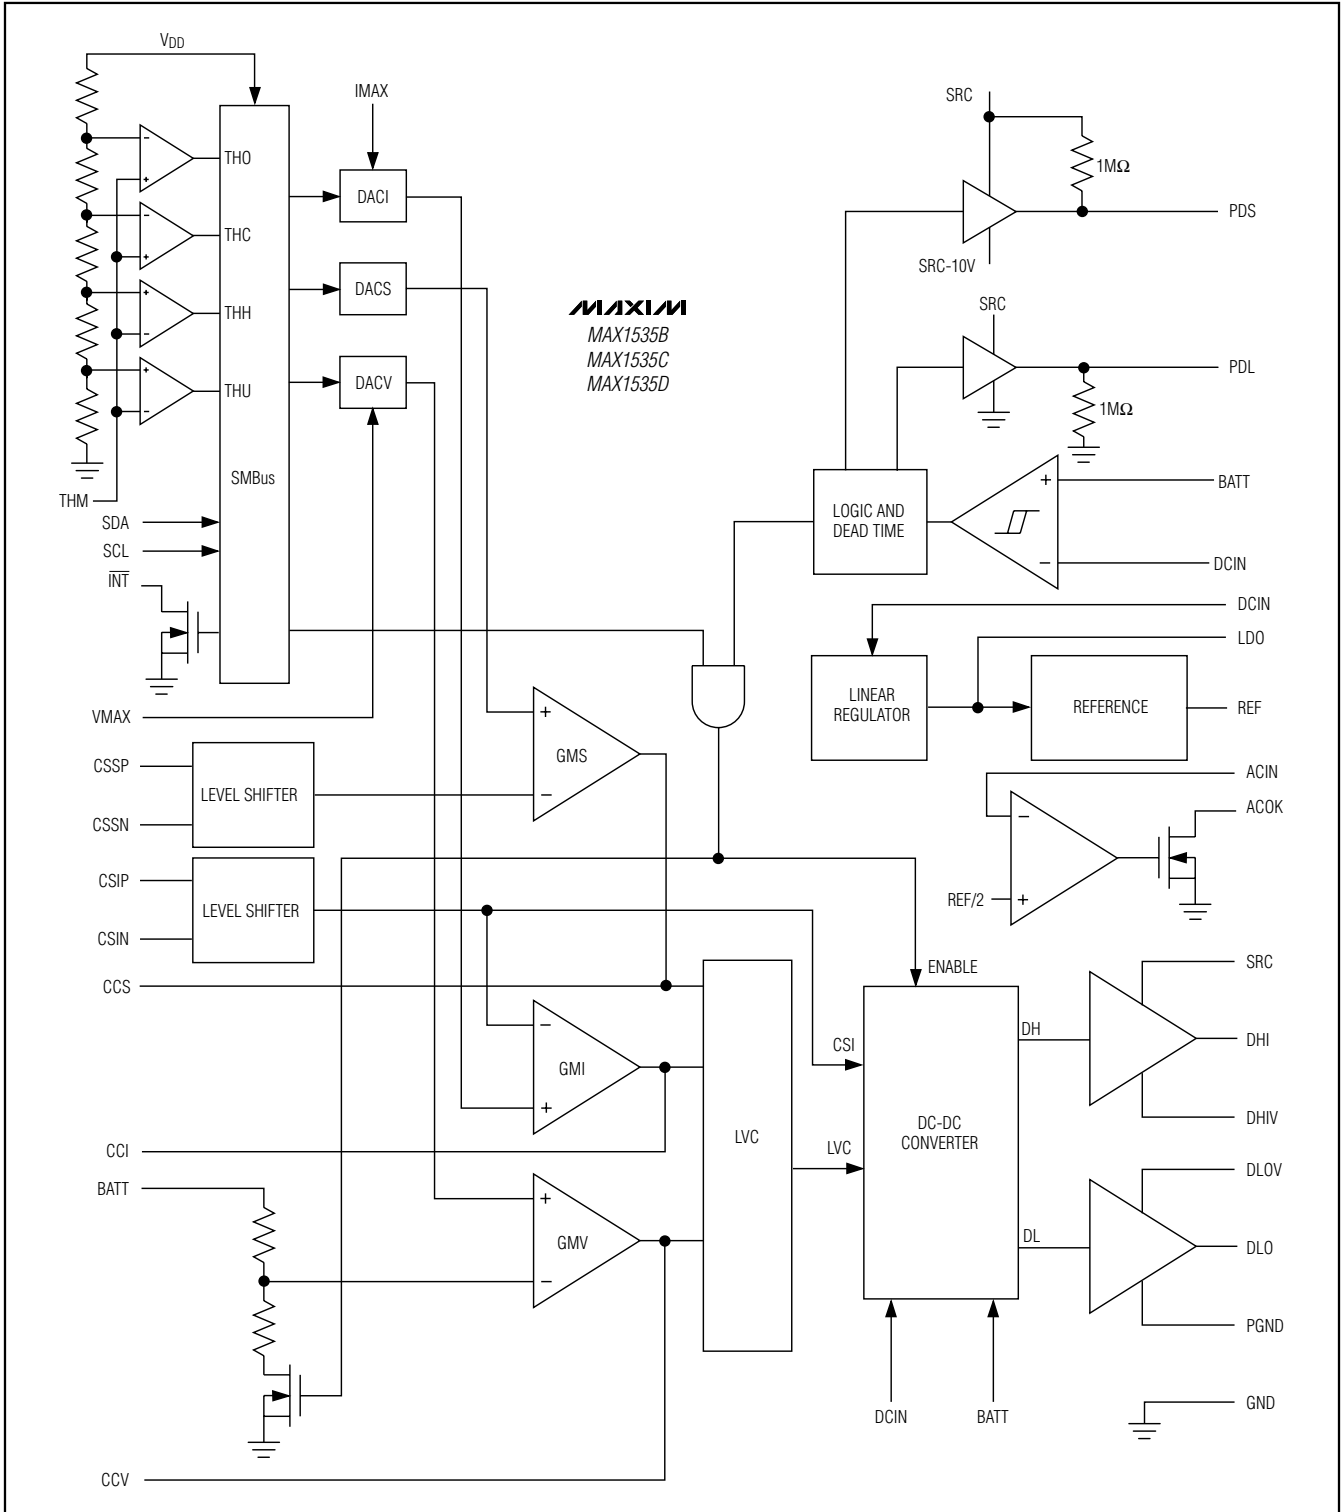 VDD
IMAX
SRC
- THO
+
DACI
1MΩ
- THC
+
PDS
SRC-10V
DACS
+ THH
-
MAXIM
MAX1535B
MAX1535C
MAX1535D
SRC
DACV
+ THU
-
PDL
1MΩ
SMBus
THM
SDA
SCL
INT
LOGIC AND
DEAD TIME
+
-
BATT
DCIN
DCIN
LDO
LINEAR
REGULATOR
REFERENCE
REF
VMAX
+
GMS
-
CSSP
LEVEL SHIFTER
CSSN
ACIN
ACOK
-
REF/2
+
CSIP
LEVEL SHIFTER
CSIN
CCS
ENABLE
SRC
-
GMI
+
CSI
DH
DHI
DHIV
LVC
LVC
DC-DC
CONVERTER
CCI
BATT
+
GMV
-
DLOV
DL
DLO
PGND
DCIN
BATT
GND
CCV